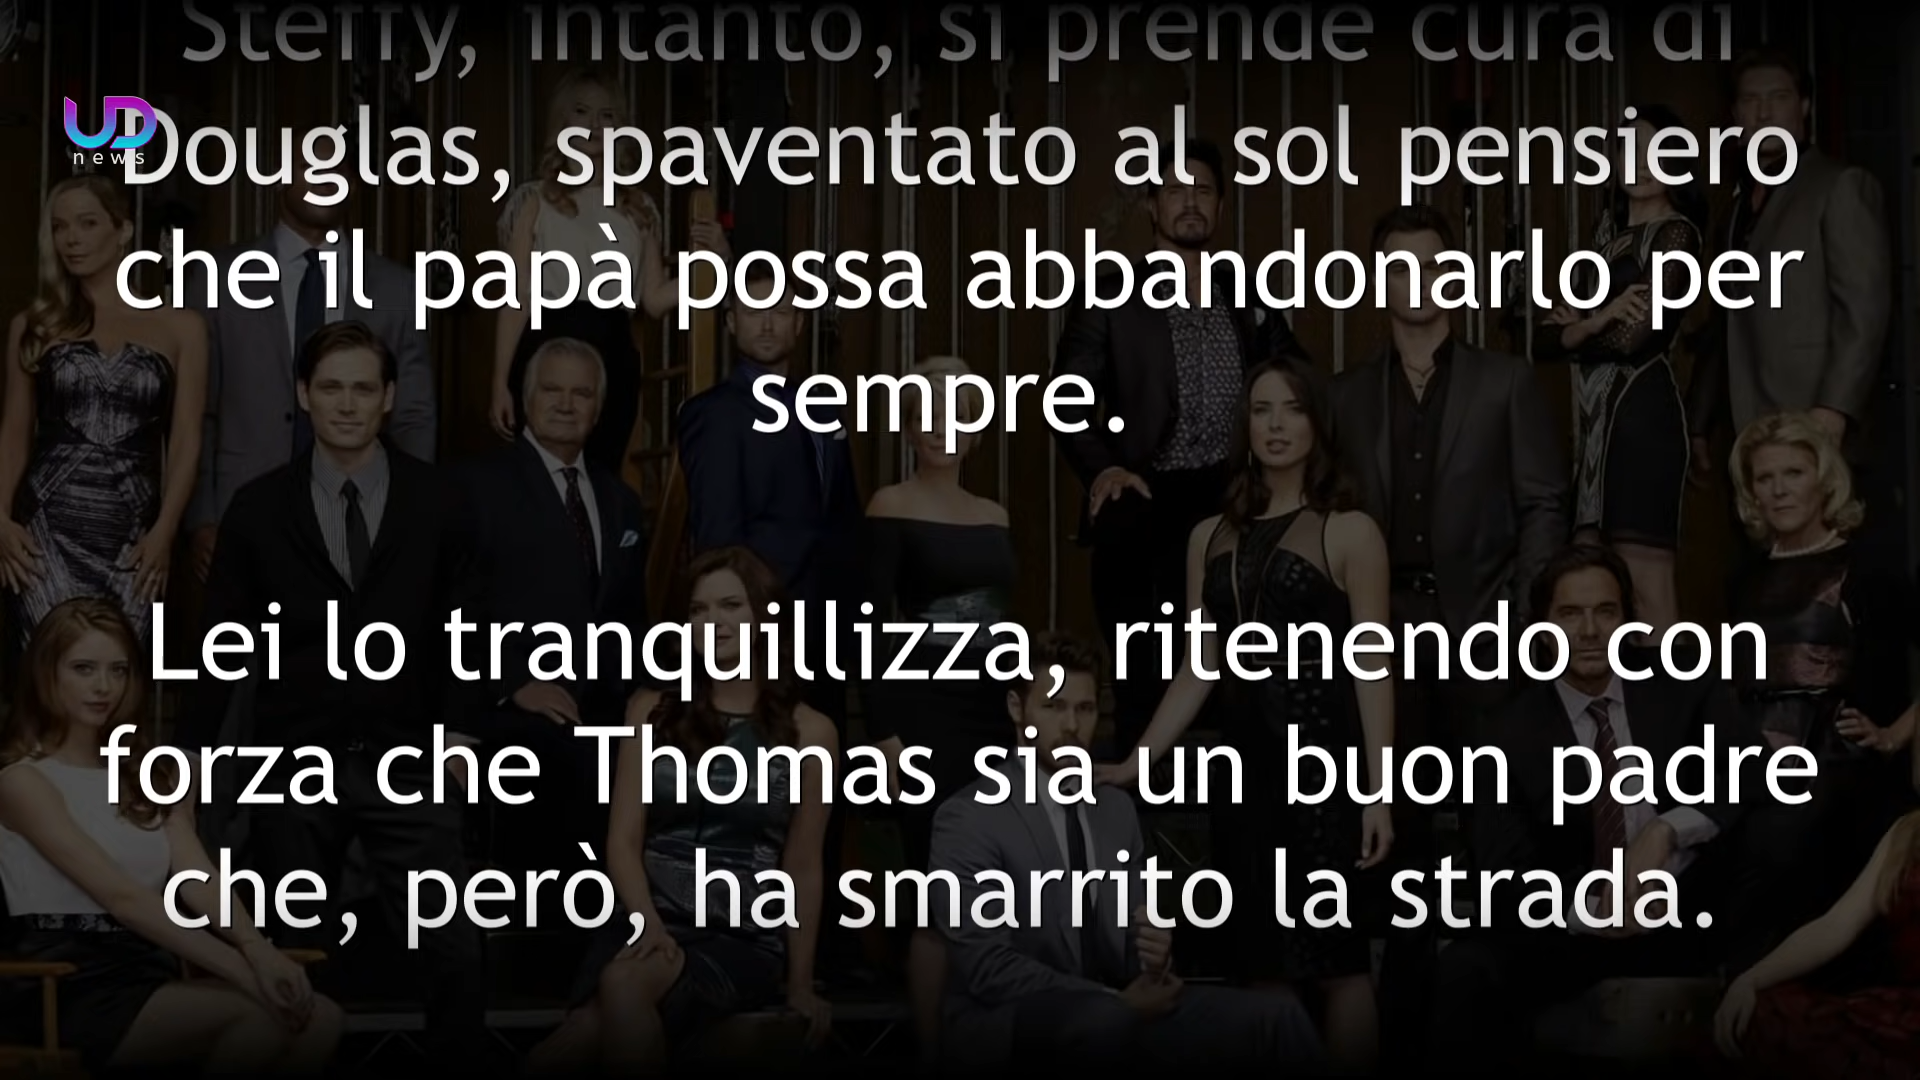 Steffy, intanto, si prende cura di
UD
news
Douglas, spaventato al sol pensiero
che il papà possa abbandonarlo per
sempre.
Lei lo tranquillizza, ritenendo con
forza che Thomas sia un buon padre
che, però, ha smarrito la strada.